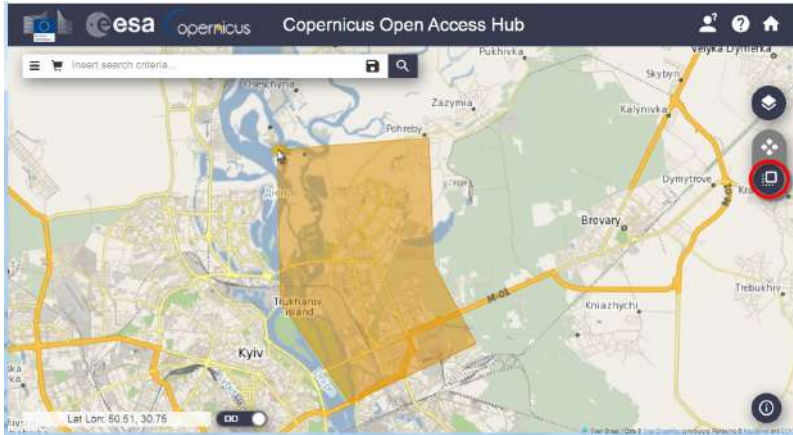 esa opernicus Copernicus Open Access Hub
Insert search criteria...
Pukhivka
Velyka Dymerka
Skybyn
Zazymia
Kalynivka
Pohreby
Dymytrove
M-01
Brovary
Trebukhiv
M-01
Kniazhychi
Trukhaniv
island
Kyiv
Lat Lon: 50.51, 30.75
DD